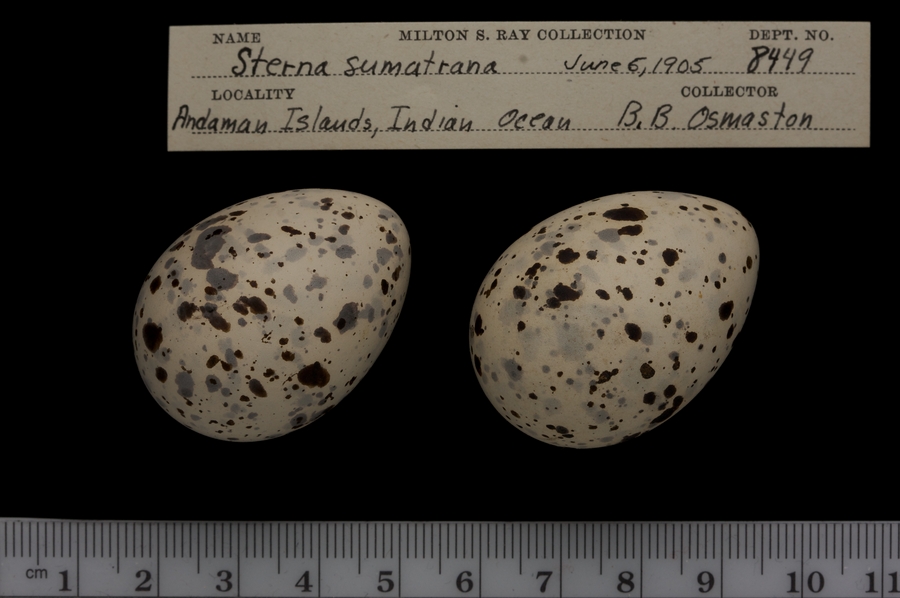 NAME MILTON S. RAY COLLECTION DEPT. NO.
Sterna sumatrana June 6, 1905 8449
LOCALITY COLLECTOR
Andaman Islands, Indian Ocean B. B. Osmaston
cm 1 2 3 4 5 6 7 8 9 10 11